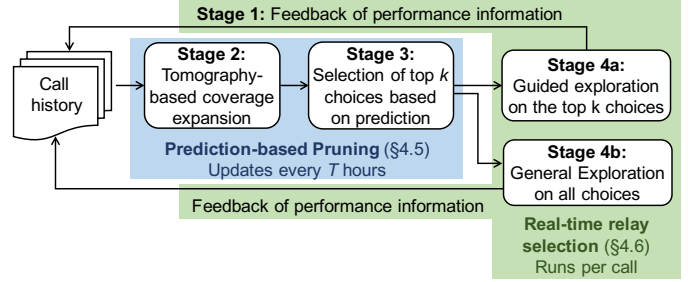 Stage 1: Feedback of performance information
Call
history
Stage 2:
Tomography-
based coverage
expansion
Stage 3:
Selection of top k
choices based
on prediction
Stage 4a:
Guided exploration
on the top k choices
Prediction-based Pruning (§4.5)
Updates every T hours
Stage 4b:
General Exploration
on all choices
Feedback of performance information
Real-time relay
selection (§4.6)
Runs per call